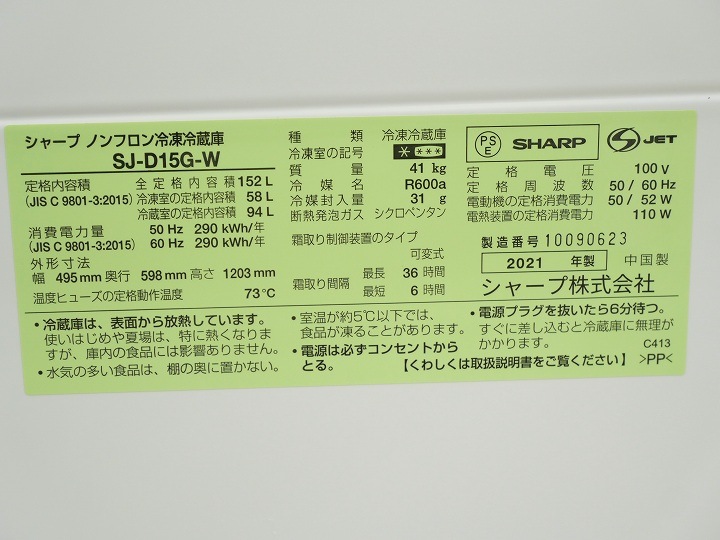 シャープ ノンフロン冷凍冷蔵庫
SJ-D15G-W
定格内容積 全定格内容積 152 L
(JIS C 9801-3:2015) 冷凍室の定格内容積 58 L
冷蔵室の定格内容積 94 L
消費電力量 50 Hz 290 kWh/年
(JIS C 9801-3:2015) 60 Hz 290 kWh/年
外形寸法
幅 495mm 奥行 598mm 高さ 1203mm
温度ヒューズの定格動作温度 73℃
種類 冷凍冷蔵庫
冷凍室の記号 * ***
質量 41 kg
冷媒名 R600a
冷媒封入量 31 g
断熱発泡ガス シクロペンタン
霜取り制御装置のタイプ
可変式
霜取り間隔 最長 36 時間
最短 6 時間
PS E SHARP JET
定格電圧 100 V
定格周波数 50 / 60 Hz
電動機の定格消費電力 50 / 52 W
電熱装置の定格消費電力 110 W
製造番号 10090623
2021 年製 中国製
シャープ株式会社
・冷蔵庫は、表面から放熱しています。
使いはじめや夏場は、特に熱くなりま
すが、庫内の食品には影響ありません。
・水気の多い食品は、棚の奥に置かない。
・室温が約5℃以下では、
食品が凍ることがあります。
・電源は必ずコンセントから
とる。
・電源プラグを抜いたら6分待つ。
すぐに差し込むと冷蔵庫に無理が
かかります。 C413
【くわしくは取扱説明書をご覧ください】 >PP<